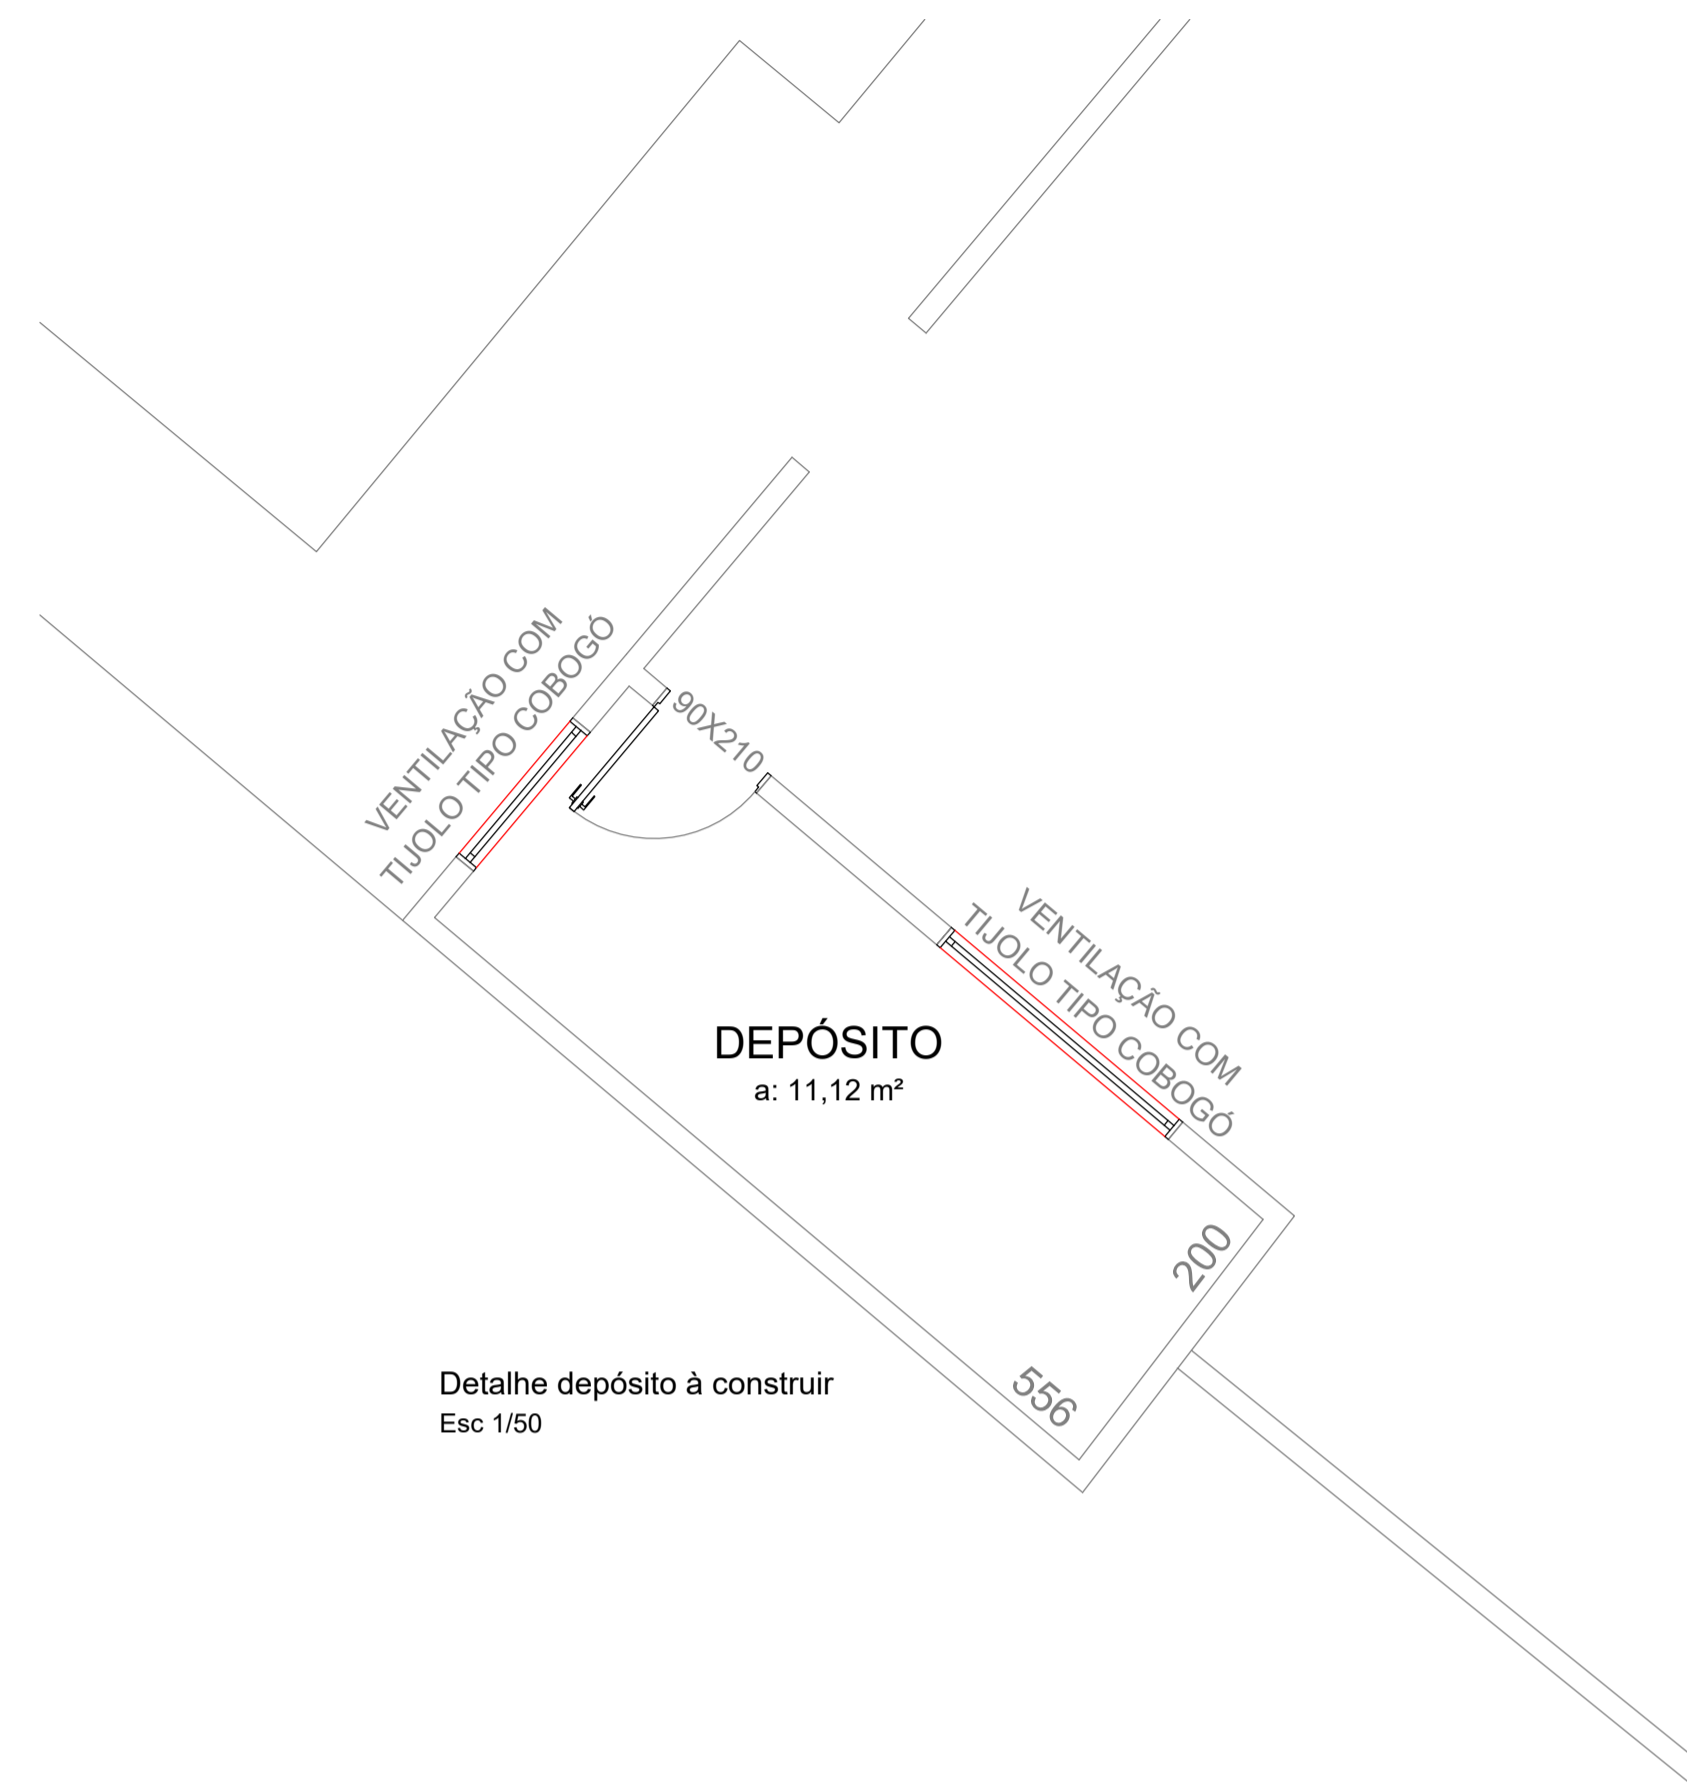 VENTILAÇÃO COM
TIJOLO TIPO COBOGÓ
90X210
VENTILAÇÃO COM
TIJOLO TIPO COBOGÓ
DEPÓSITO
a: 11,12 m²
200
556
Detalhe depósito à construir
Esc 1/50